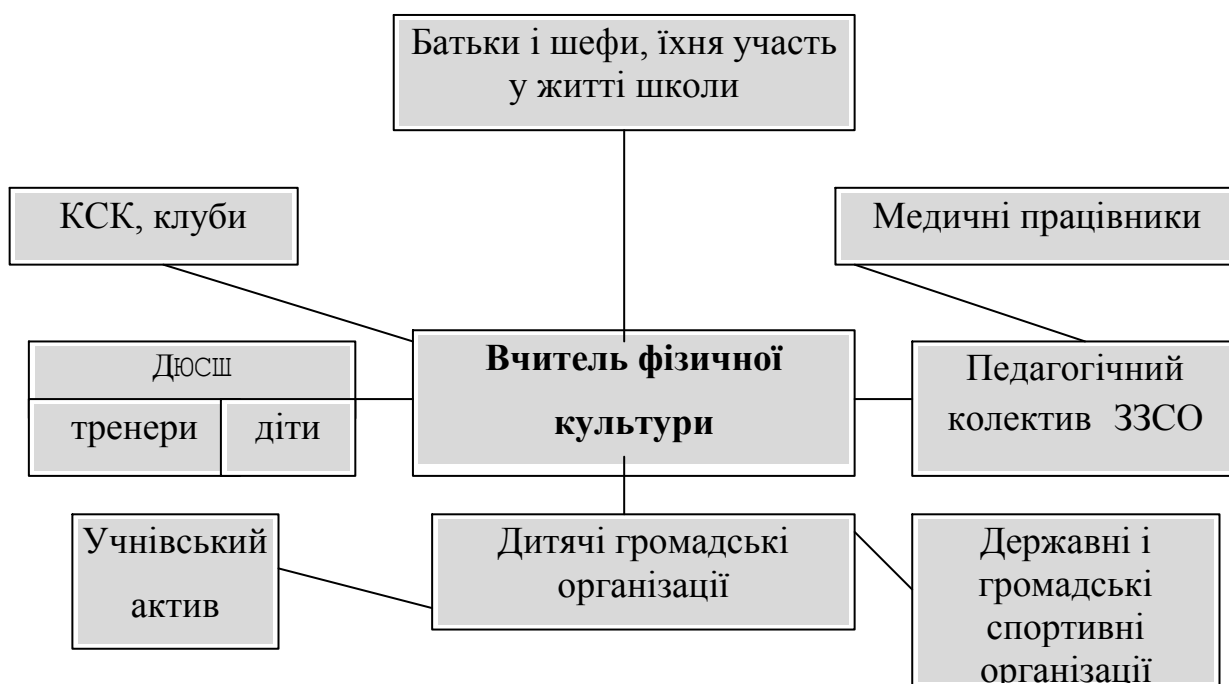 Батьки і шефи, їхня участь
у житті школи
КСК, клуби
Медичні працівники
ДЮСШ
тренери
діти
Вчитель фізичної
культури
Педагогічний
колектив ЗЗСО
Учнівський
актив
Дитячі громадські
організації
Державні і
громадські
спортивні
організації